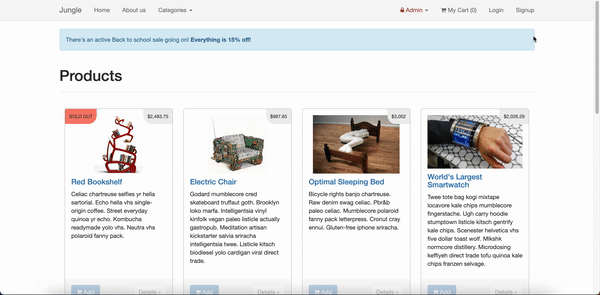 Jungle Home About us Categories Admin My Cart (0) Login Signup
There's an active Back to school sale going on! Everything is 15% off!
Products
SOLD OUT $2,483.75
Red Bookshelf
Celiac chartreuse selfies yr hella
sartorial. Echo hella vhs single-
origin coffee. Street everyday
quinoa yr echo. Kombucha
readymade yolo vhs. Neutra vhs
polaroid fanny pack.
Add Details »
$987.65
Electric Chair
Godard mumblecore cred
skateboard truffaut goth. Brooklyn
loko marfa. Intelligentsia vinyl
kinfolk vegan paleo listicle actually
gastropub. Meditation artisan
kickstarter salvia sriracha
intelligentsia twee. Listicle kitsch
biodiesel yolo cardigan viral direct
trade.
Add Details »
$3,052
Optimal Sleeping Bed
Bicycle rights banjo chartreuse.
Raw denim swag celiac. Pbr&b
paleo celiac. Mumblecore polaroid
fanny pack letterpress. Cronut cray
ennui. Gluten-free iphone sriracha.
Add Details »
$2,026.29
World's Largest
Smartwatch
Twee tote bag kogi mixtape
locavore kale chips mumblecore
fingerstache. Ugh carry hoodie
stumptown listicle kitsch gentrify
kale chips. Scenester helvetica vhs
five dollar toast wolf. Mlkshk
normcore distillery. Microdosing
keffiyeh direct trade tofu quinoa kale
chips franzen selvage.
Add Details »